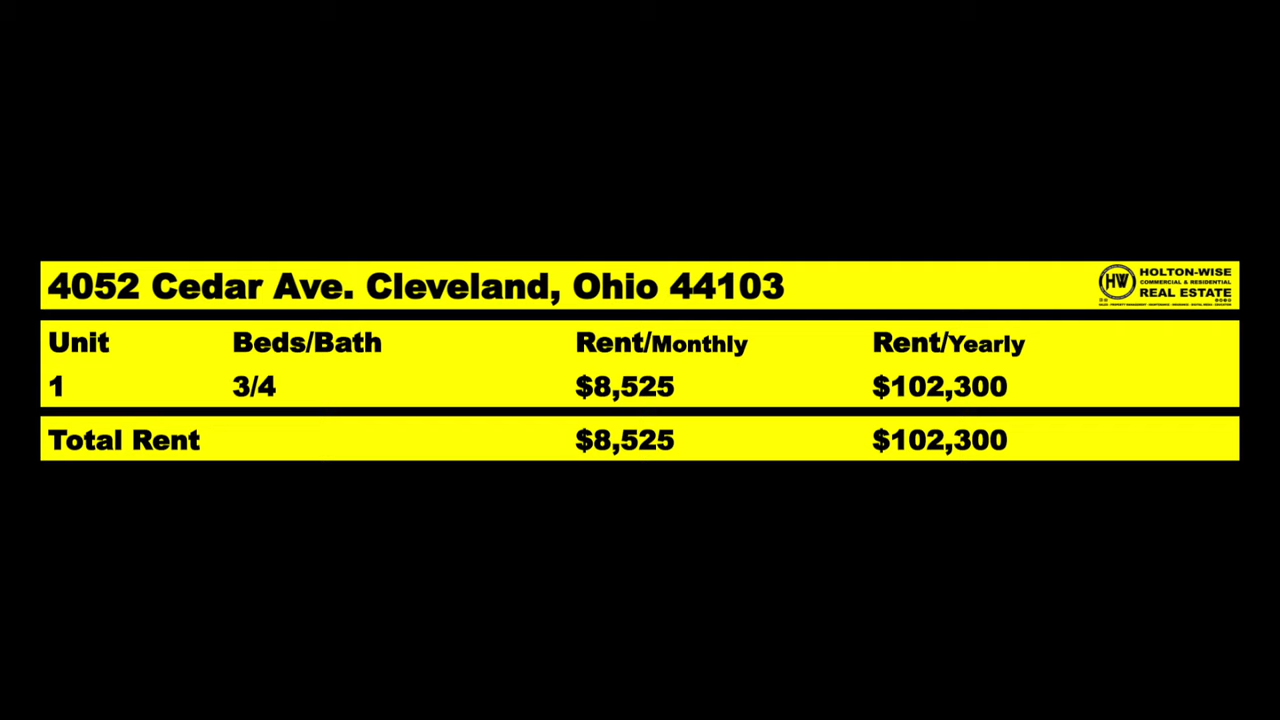 4052 Cedar Ave. Cleveland, Ohio 44103
HW
HOLTON-WISE
COMMERCIAL & RESIDENTIAL
REAL ESTATE
Unit Beds/Bath Rent/Monthly Rent/Yearly
1 3/4 $8,525 $102,300
Total Rent $8,525 $102,300